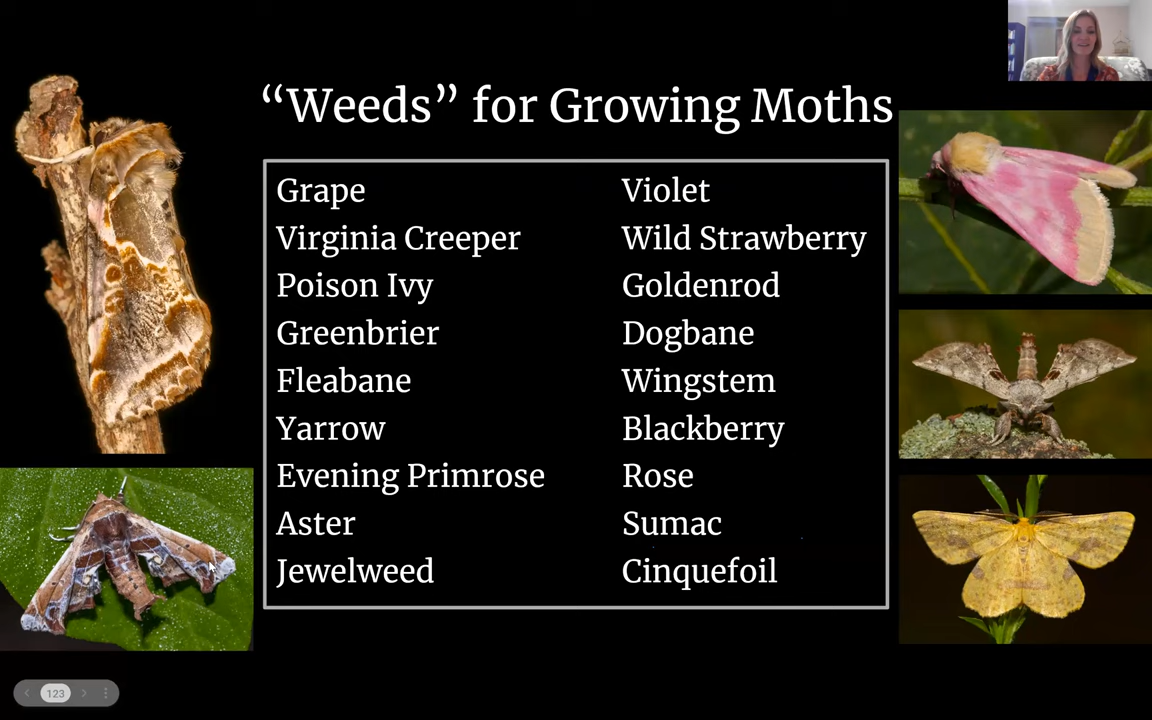 “Weeds” for Growing Moths
Grape
Virginia Creeper
Poison Ivy
Greenbrier
Fleabane
Yarrow
Evening Primrose
Aster
Jewelweed
Violet
Wild Strawberry
Goldenrod
Dogbane
Wingstem
Blackberry
Rose
Sumac
Cinquefoil
123